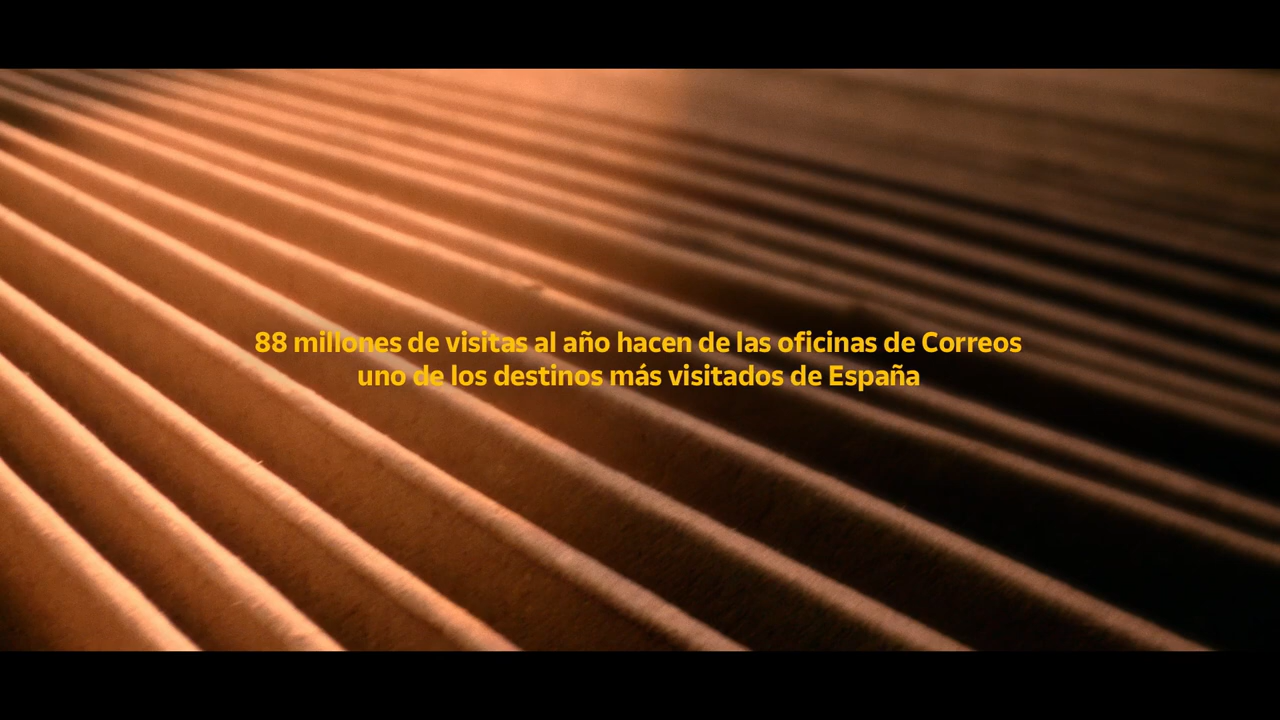 88 millones de visitas al año hacen de las oficinas de Correos
uno de los destinos más visitados de España